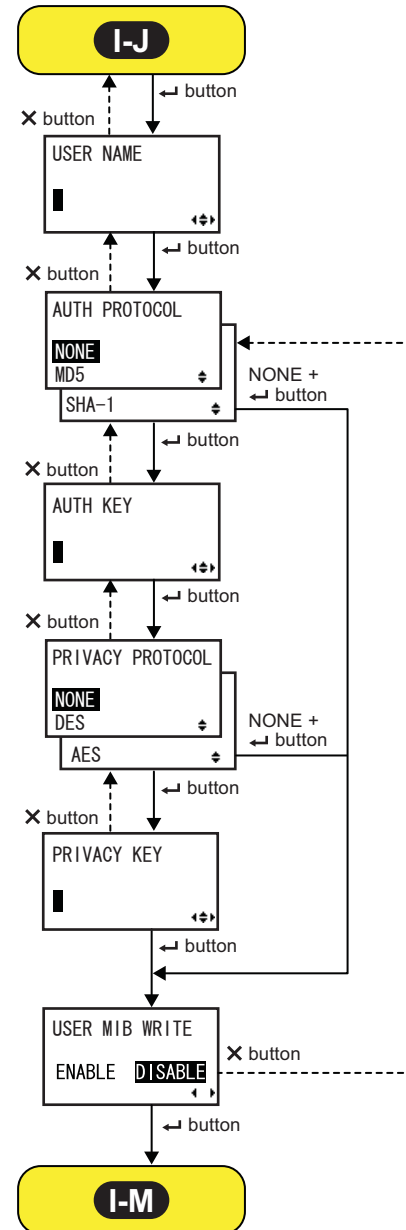 I-J
↵ button
✕ button
USER NAME
↵ button
✕ button
AUTH PROTOCOL
NONE
MD5
SHA-1
NONE +
↵ button
↵ button
✕ button
AUTH KEY
↵ button
✕ button
PRIVACY PROTOCOL
NONE
DES
AES
NONE +
↵ button
↵ button
✕ button
PRIVACY KEY
↵ button
USER MIB WRITE
ENABLE DISABLE
✕ button
↵ button
I-M